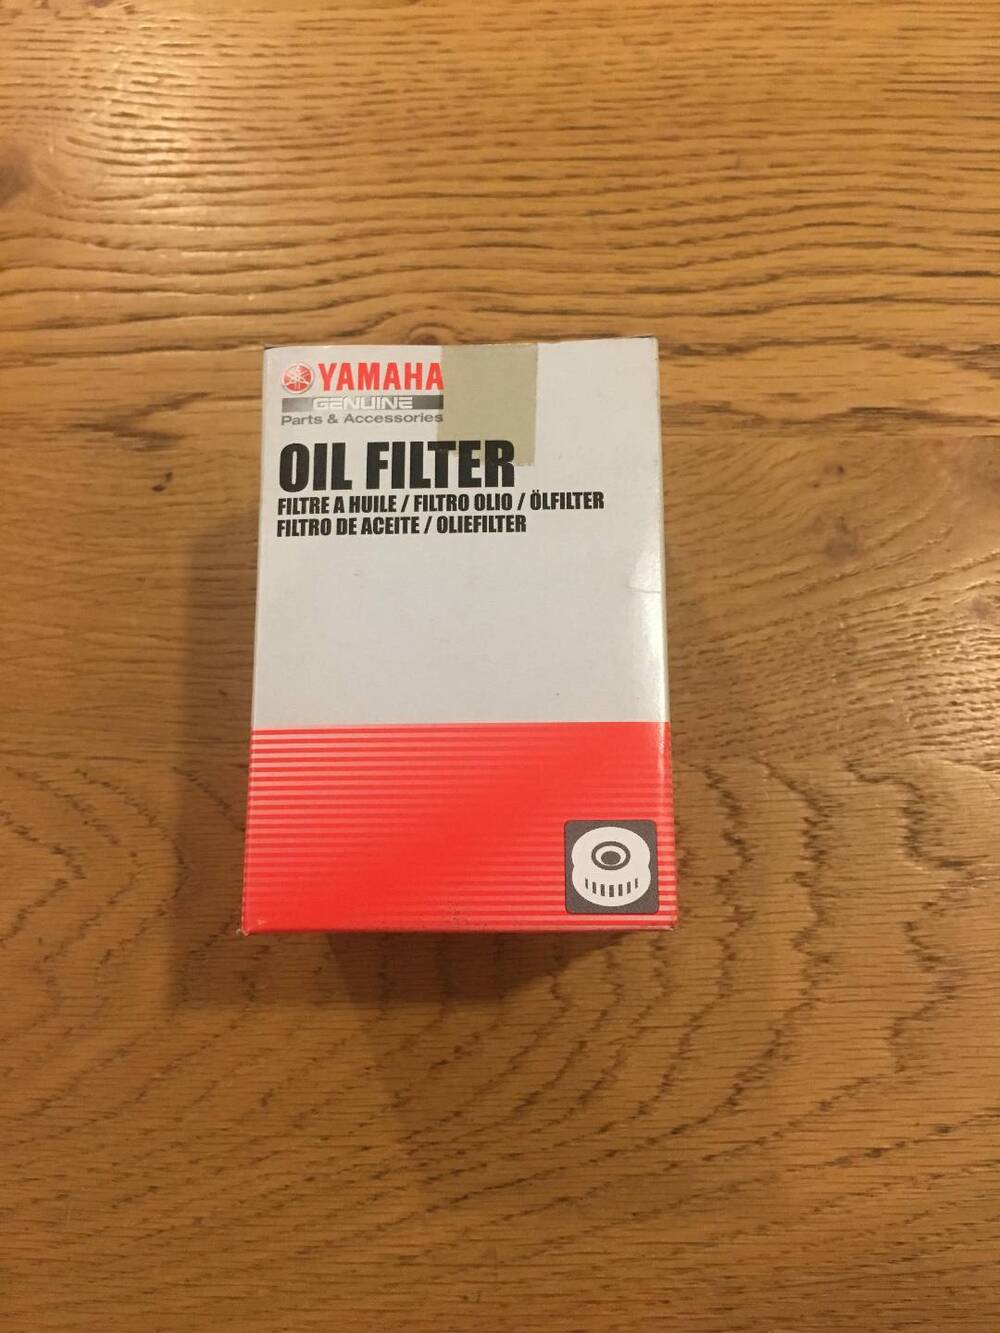 YAMAHA
GENUINE
Parts & Accessories
OIL FILTER
FILTRE A HUILE / FILTRO OLIO / ÖLFILTER
FILTRO DE ACEITE / OLIEFILTER